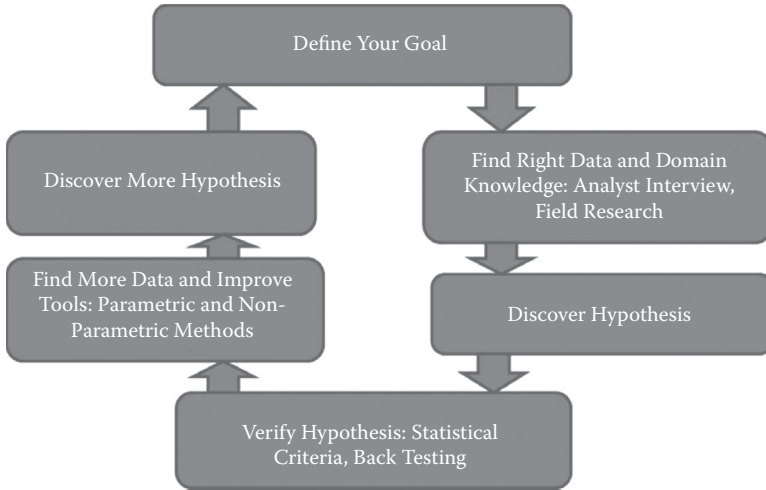 Define Your Goal
Find Right Data and Domain
Knowledge: Analyst Interview,
Field Research
Discover Hypothesis
Verify Hypothesis: Statistical
Criteria, Back Testing
Find More Data and Improve
Tools: Parametric and Non-
Parametric Methods
Discover More Hypothesis